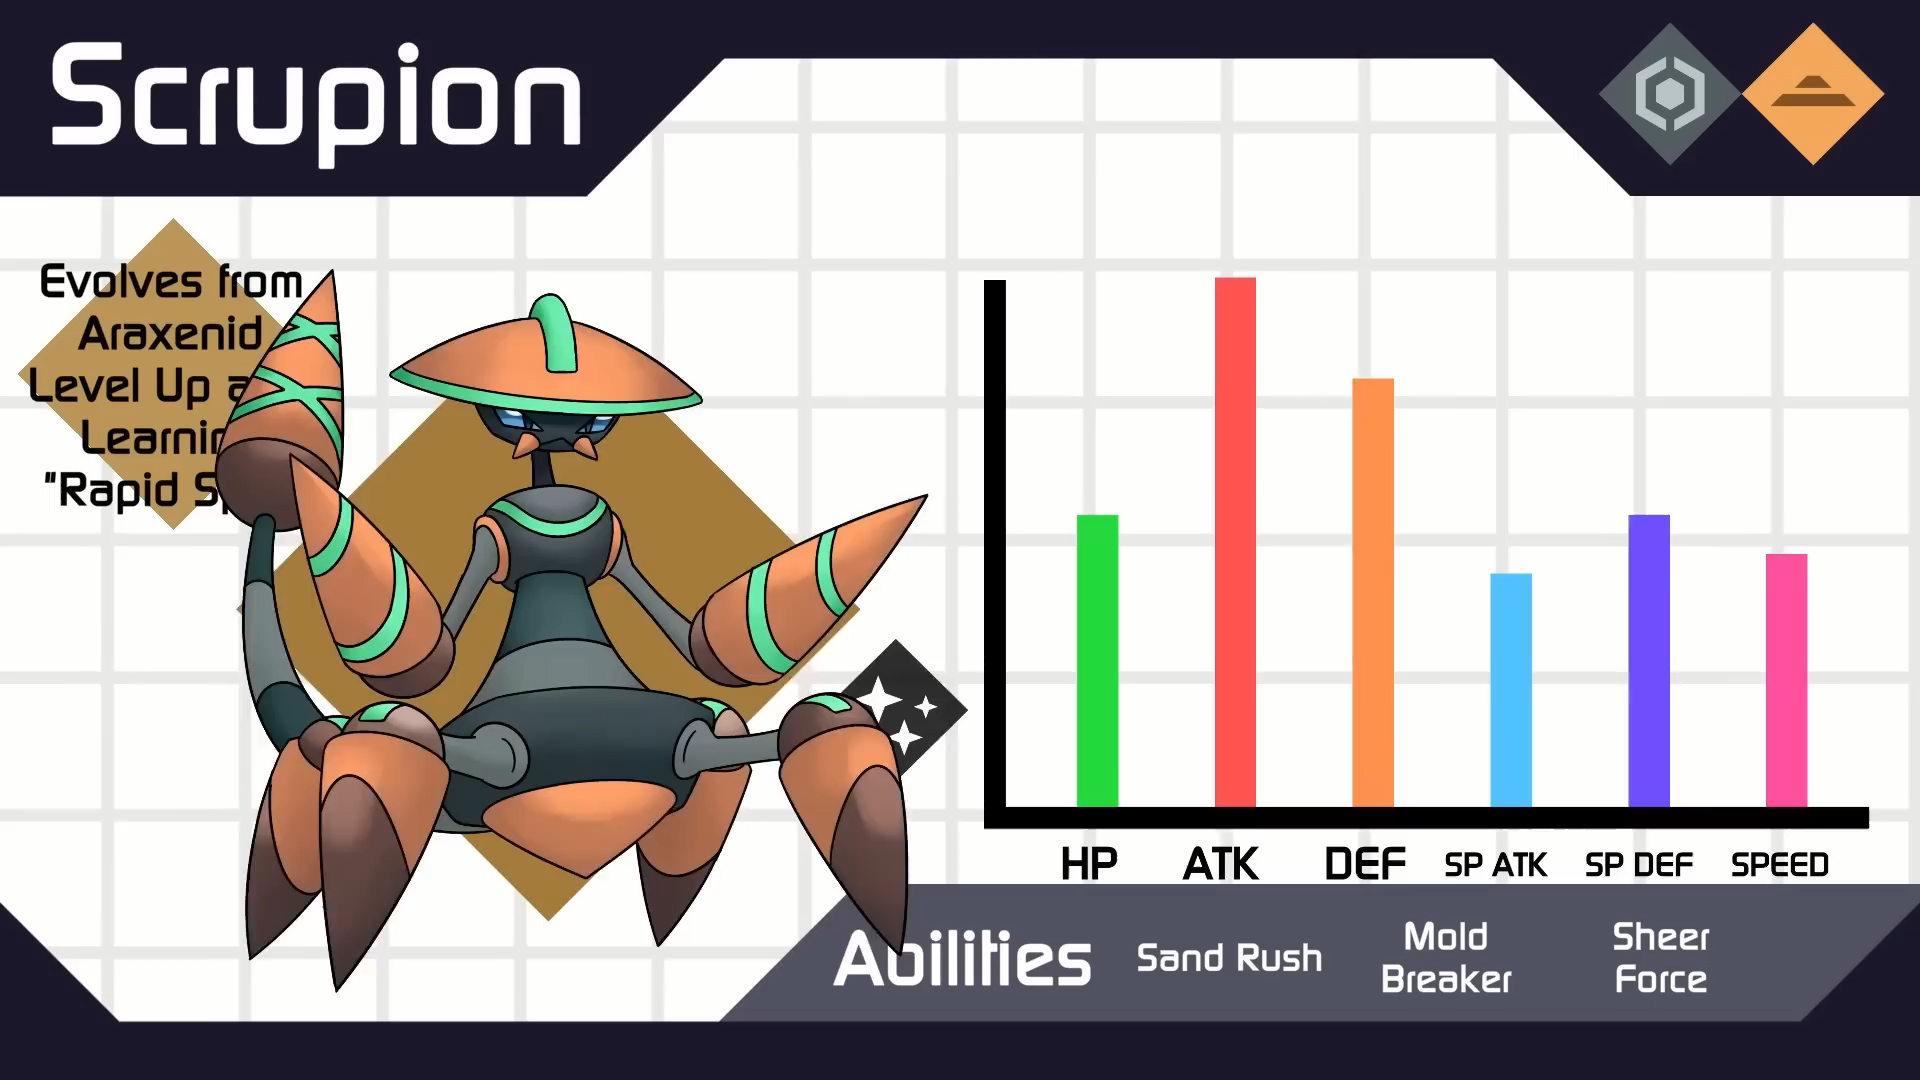 Scrupion
Evolves from
Araxenid
Level Up
Learnin
"Rapid S
HP
ATK
DEF
SP ATK
SP DEF
SPEED
Abilities
Sand Rush
Mold
Breaker
Sheer
Force